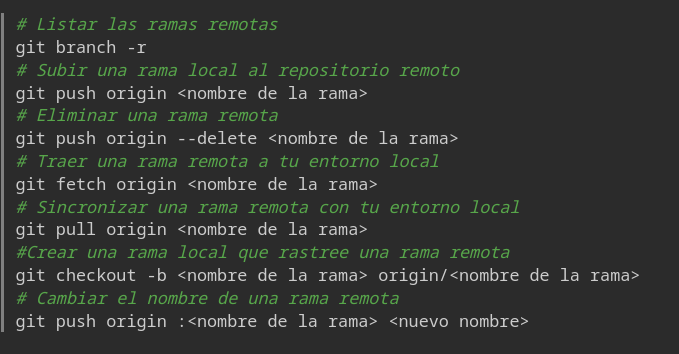 # Listar las ramas remotas
git branch -r
# Subir una rama local al repositorio remoto
git push origin <nombre de la rama>
# Eliminar una rama remota
git push origin --delete <nombre de la rama>
# Traer una rama remota a tu entorno local
git fetch origin <nombre de la rama>
# Sincronizar una rama remota con tu entorno local
git pull origin <nombre de la rama>
#Crear una rama local que rastree una rama remota
git checkout -b <nombre de la rama> origin/<nombre de la rama>
# Cambiar el nombre de una rama remota
git push origin :<nombre de la rama> <nuevo nombre>